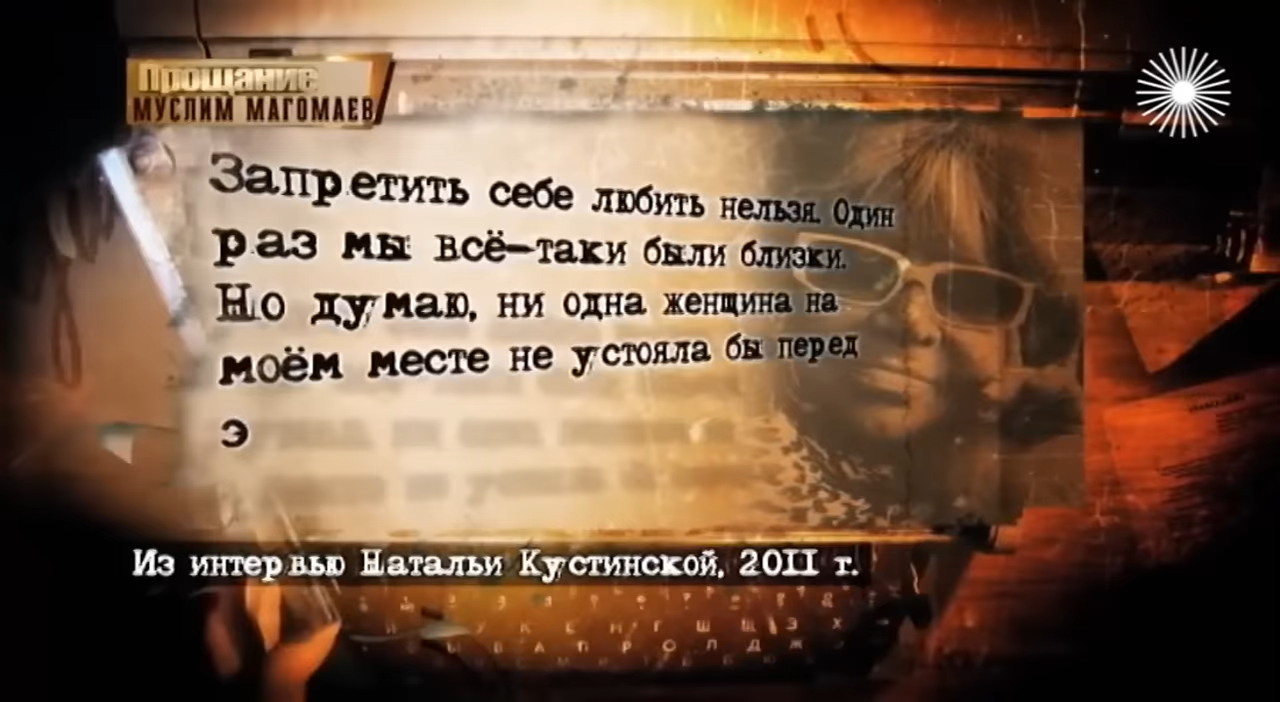 Прощание
МУСЛИМ МАГОМАЕВ
Запретить себе любить нельзя. Один
раз мы всё-таки были близки.
Но думаю, ни одна женщина на
моём месте не устояла бы перед
э
Из интервью Натальи Кустинской, 2011 г.